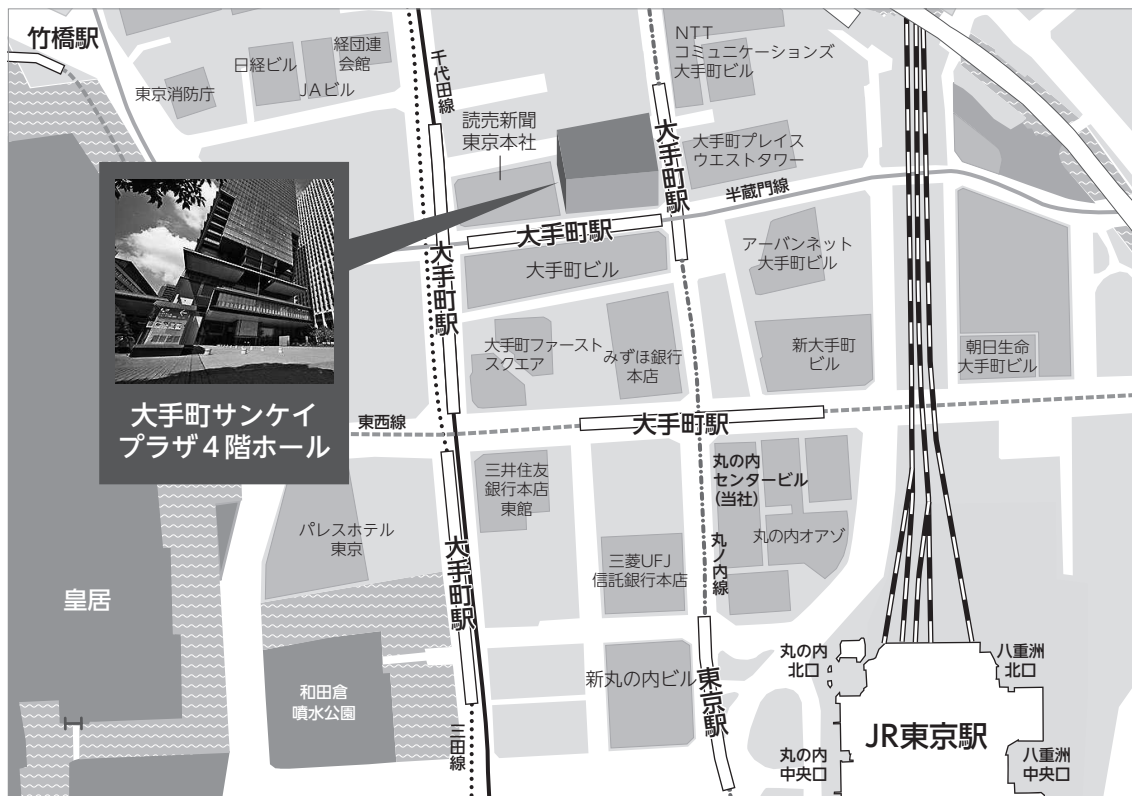 竹橋駅
日経ビル
経団連
会館
JAビル
東京消防庁
千代田線
NTT
コミュニケーションズ
大手町ビル
読売新聞
東京本社
大手町駅
大手町プレイス
ウエストタワー
半蔵門線
大手町駅
大手町駅
大手町ビル
アーバンネット
大手町ビル
大手町ファースト
スクエア
みずほ銀行
本店
新大手町
ビル
朝日生命
大手町ビル
大手町サンケイ
プラザ4階ホール
東西線
大手町駅
三井住友
銀行本店
東館
丸の内
センタービル
(当社)
パレスホテル
東京
大手町駅
三菱UFJ
信託銀行本店
丸ノ内線
丸の内オアゾ
皇居
和田倉
噴水公園
三田線
新丸の内ビル
東京駅
丸の内
北口
八重洲
北口
JR東京駅
丸の内
中央口
八重洲
中央口